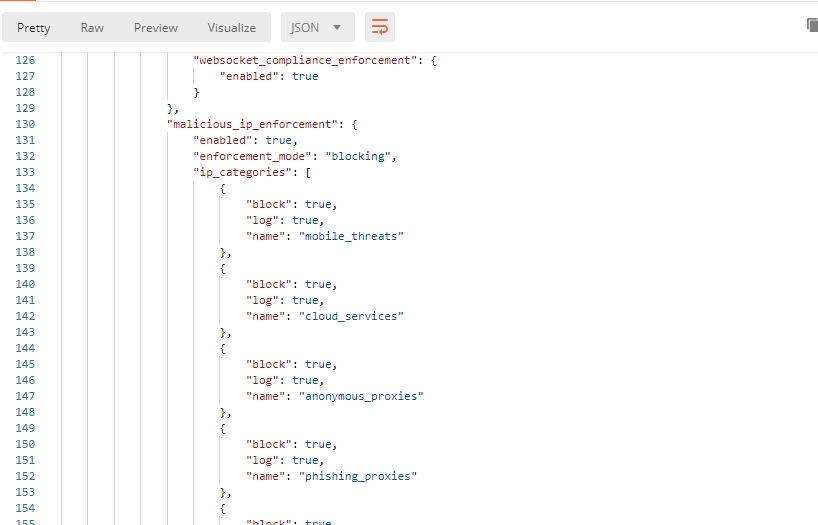 Pretty Raw Preview Visualize JSON
126 "websocket_compliance_enforcement": {
127 "enabled": true
128 }
129 },
130 "malicious_ip_enforcement": {
131 "enabled": true,
132 "enforcement_mode": "blocking",
133 "ip_categories": [
134 {
135 "block": true,
136 "log": true,
137 "name": "mobile_threats"
138 },
139 {
140 "block": true,
141 "log": true,
142 "name": "cloud_services"
143 },
144 {
145 "block": true,
146 "log": true,
147 "name": "anonymous_proxies"
148 },
149 {
150 "block": true,
151 "log": true,
152 "name": "phishing_proxies"
153 },
154 {
155 "block": true